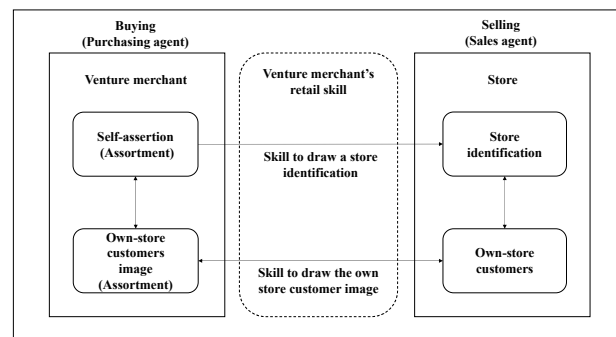 Buying
(Purchasing agent)
Selling
(Sales agent)
Venture merchant
Venture merchant's
retail skill
Store
Self-assertion
(Assortment)
Skill to draw a store
identification
Store
identification
Own-store
customers
image
(Assortment)
Skill to draw the own
store customer image
Own-store
customers